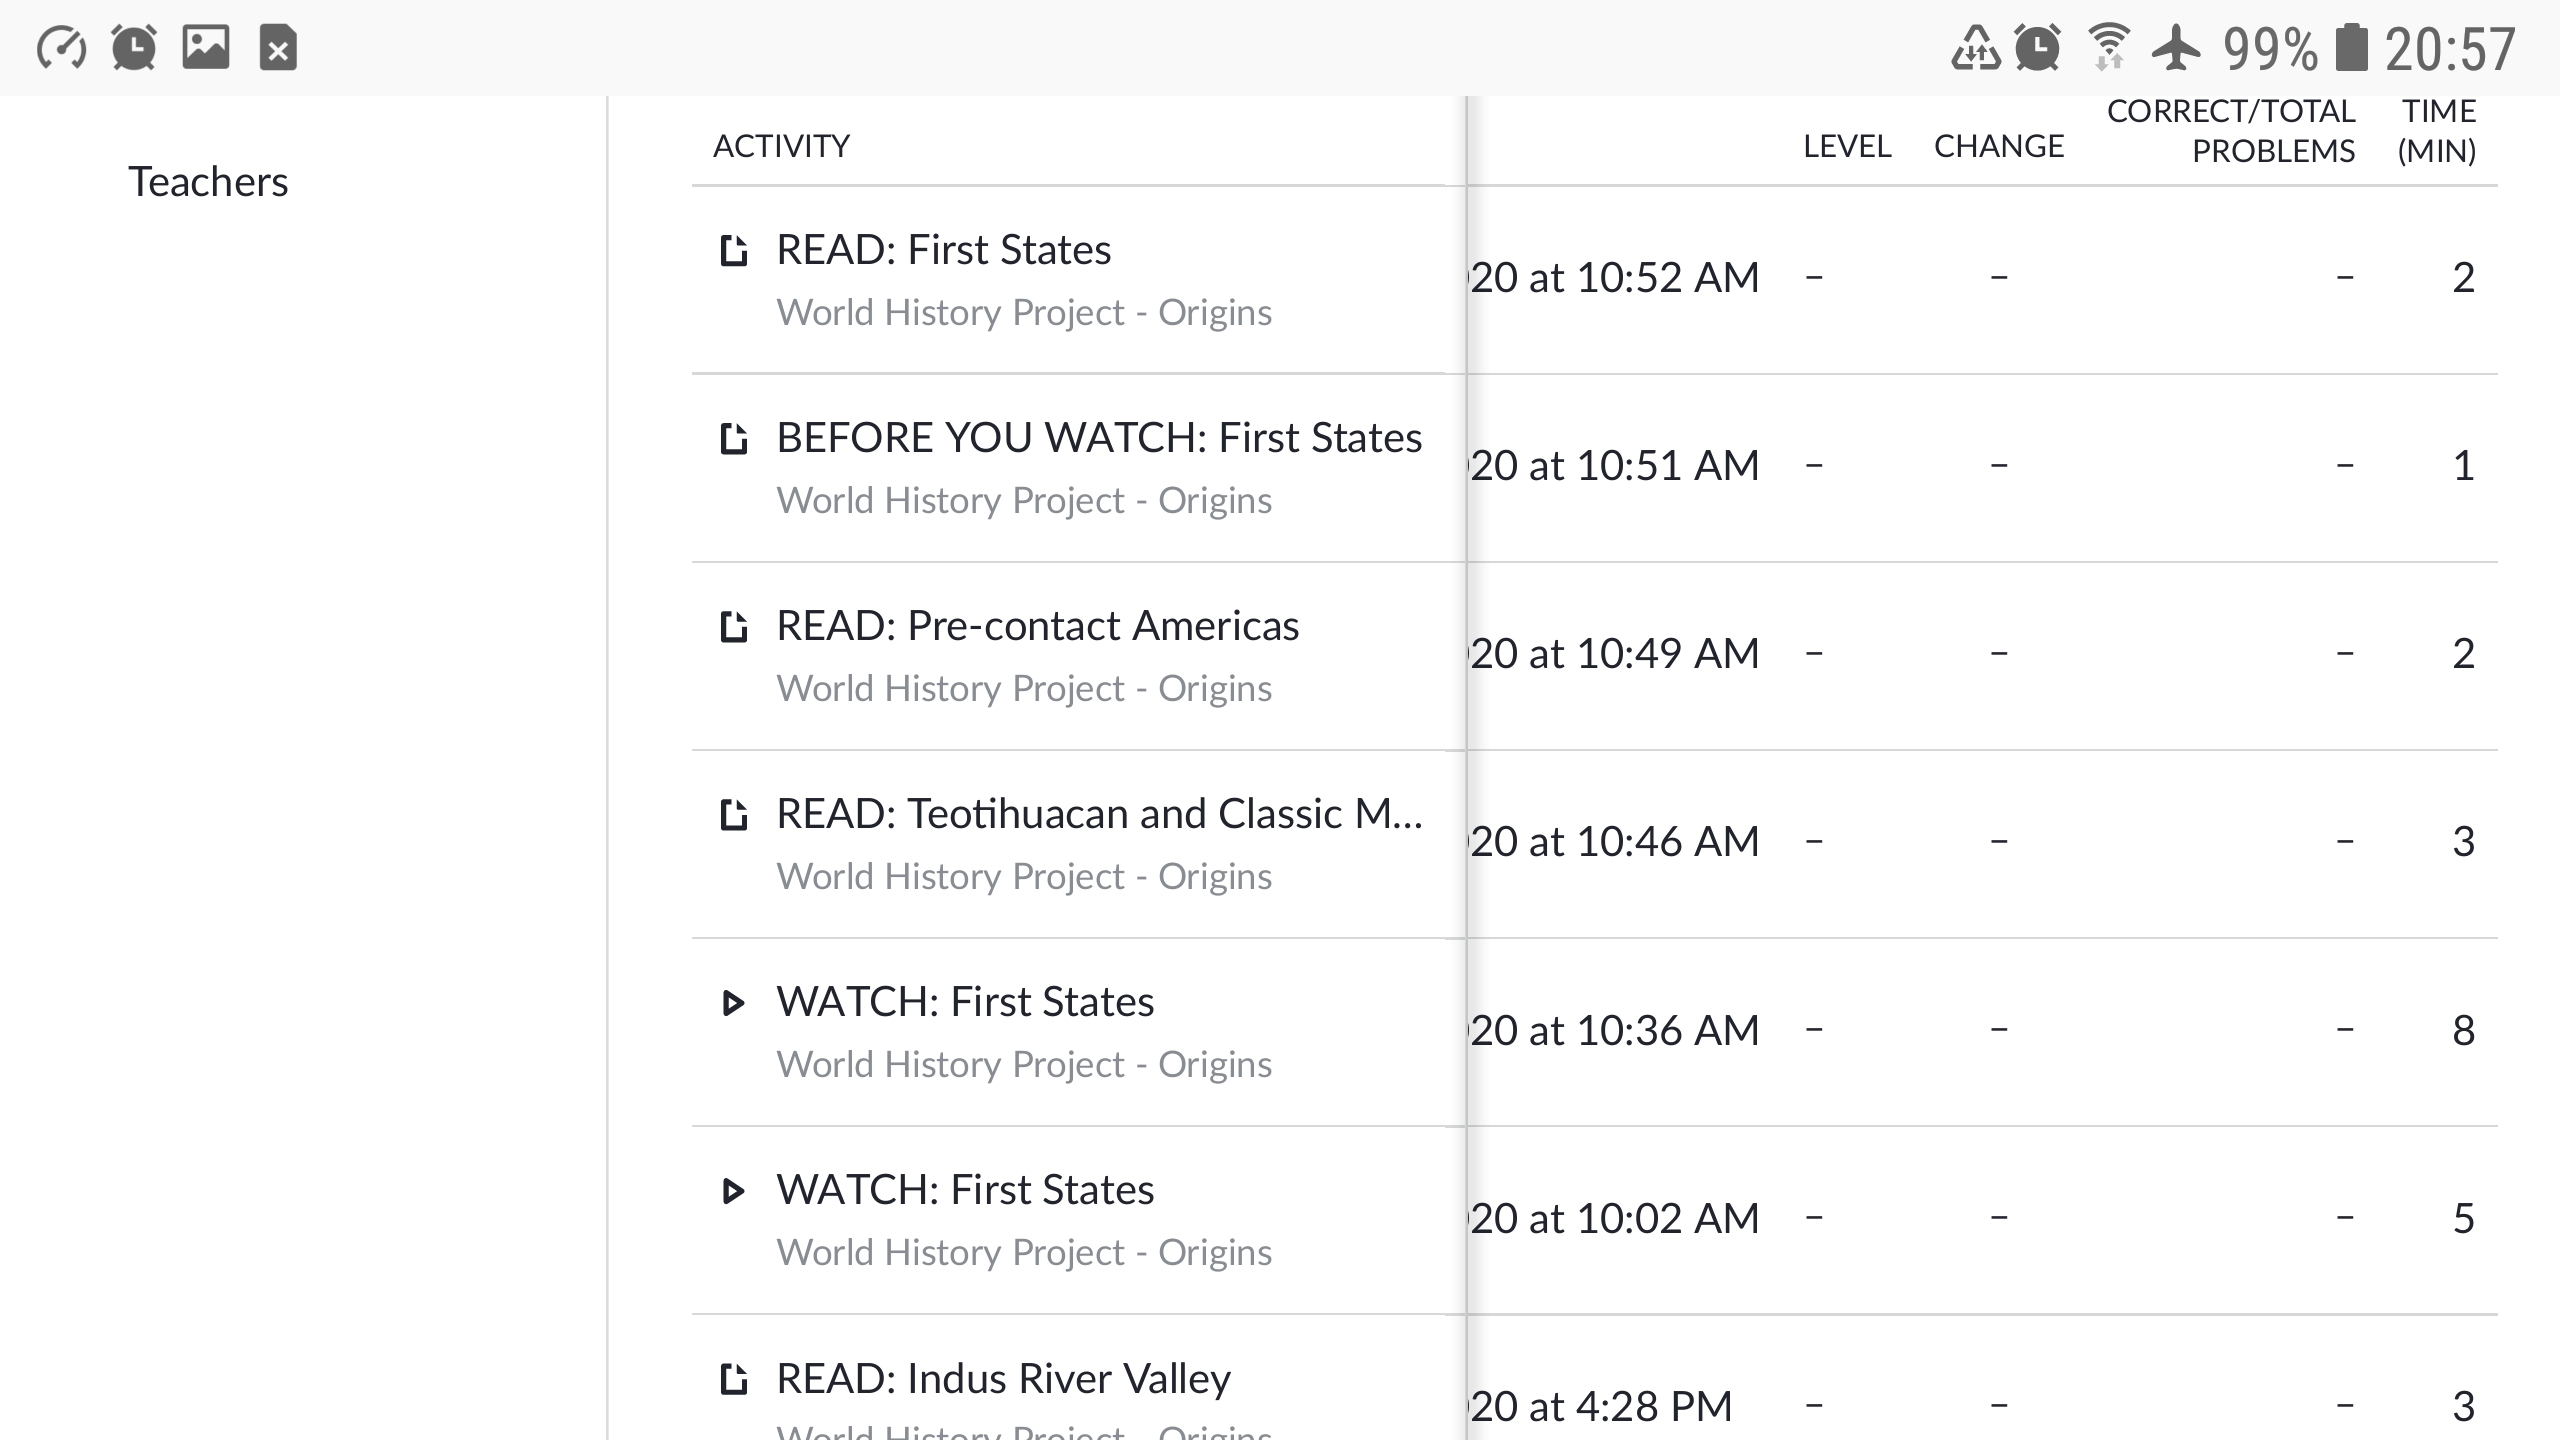 99% 20:57
Teachers
ACTIVITY LEVEL CHANGE CORRECT/TOTAL PROBLEMS TIME (MIN)
READ: First States
World History Project - Origins
20 at 10:52 AM – – – 2
BEFORE YOU WATCH: First States
World History Project - Origins
20 at 10:51 AM – – – 1
READ: Pre-contact Americas
World History Project - Origins
20 at 10:49 AM – – – 2
READ: Teotihuacan and Classic M...
World History Project - Origins
20 at 10:46 AM – – – 3
WATCH: First States
World History Project - Origins
20 at 10:36 AM – – – 8
WATCH: First States
World History Project - Origins
20 at 10:02 AM – – – 5
READ: Indus River Valley
World History Project - Origins
20 at 4:28 PM – – – 3